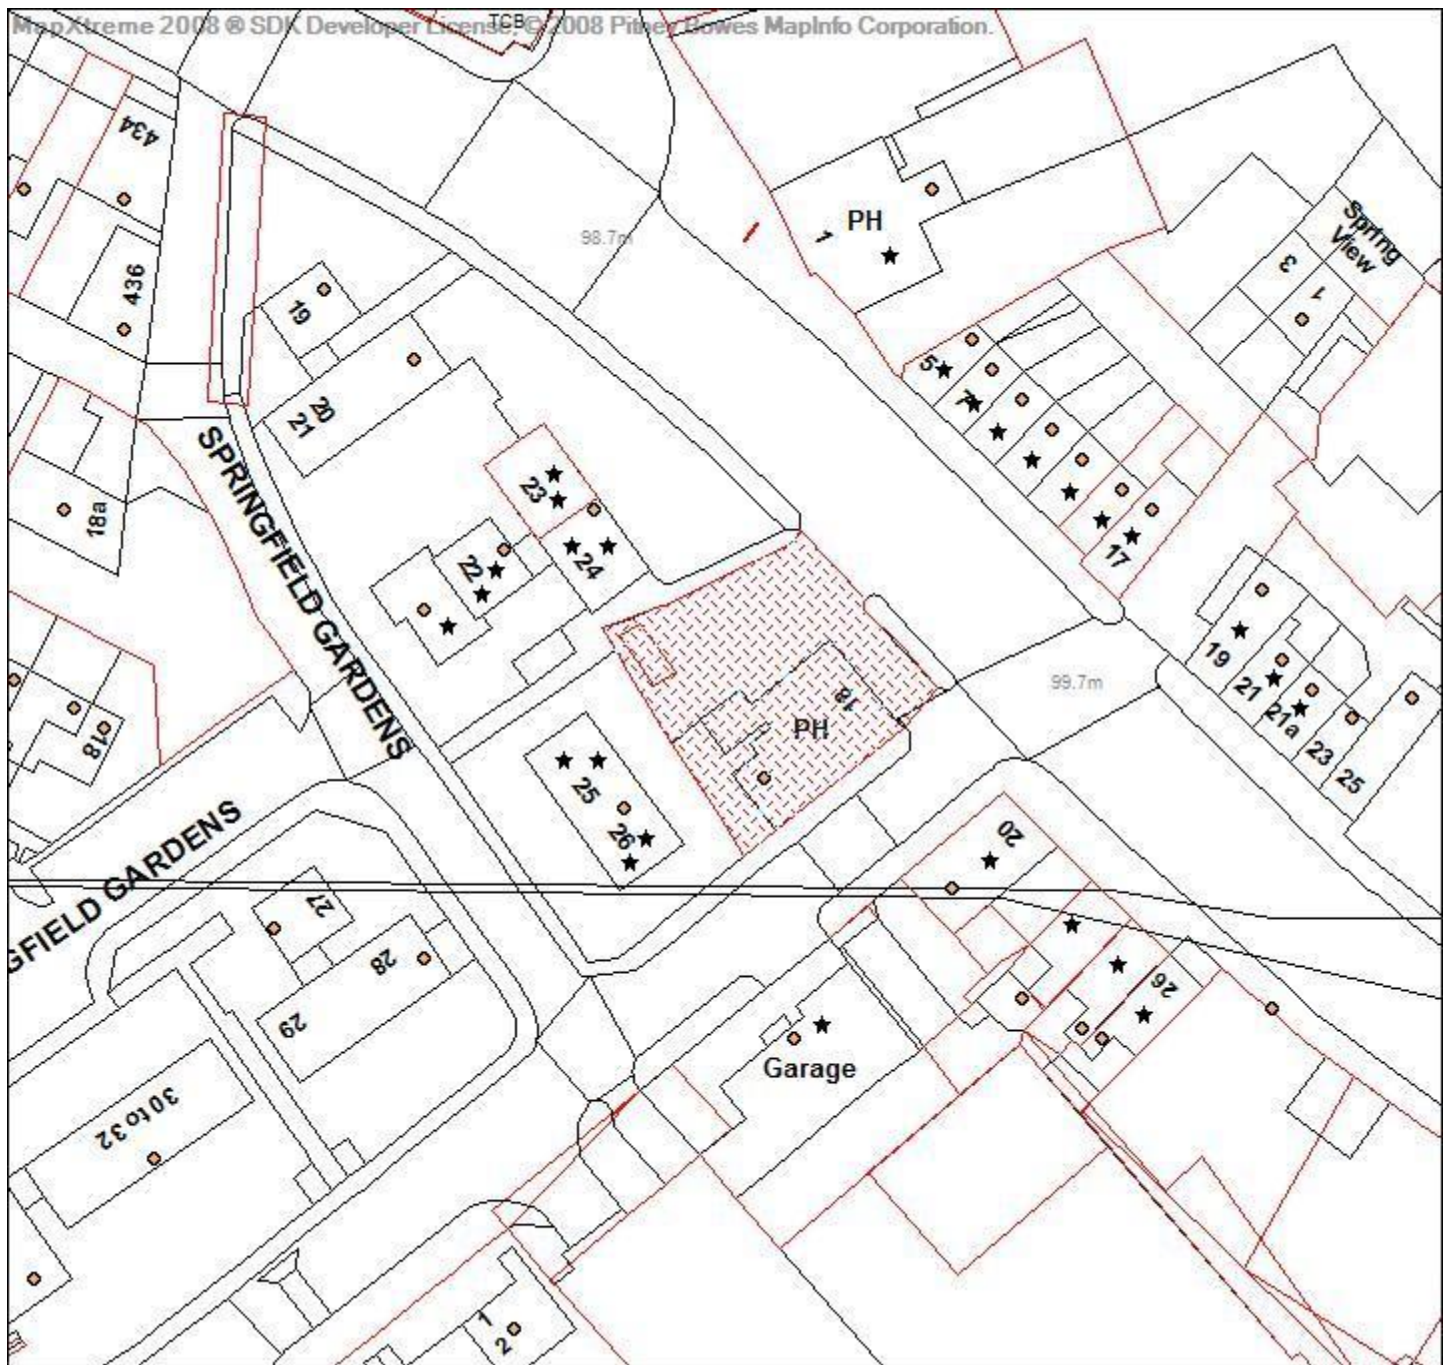 MapXtreme 2008 ® SDK Developer License. © 2008 Pitney Bowes MapInfo Corporation.
TCB
434
436
98.7m
PH
1
Spring
View
3
1
19
20
21
5
7
23
24
22
17
18a
SPRINGFIELD GARDENS
19
21
21a
23
25
99.7m
18
PH
18
25
26
GFIELD GARDENS
27
28
29
20
26
Garage
30 to 32
1
2